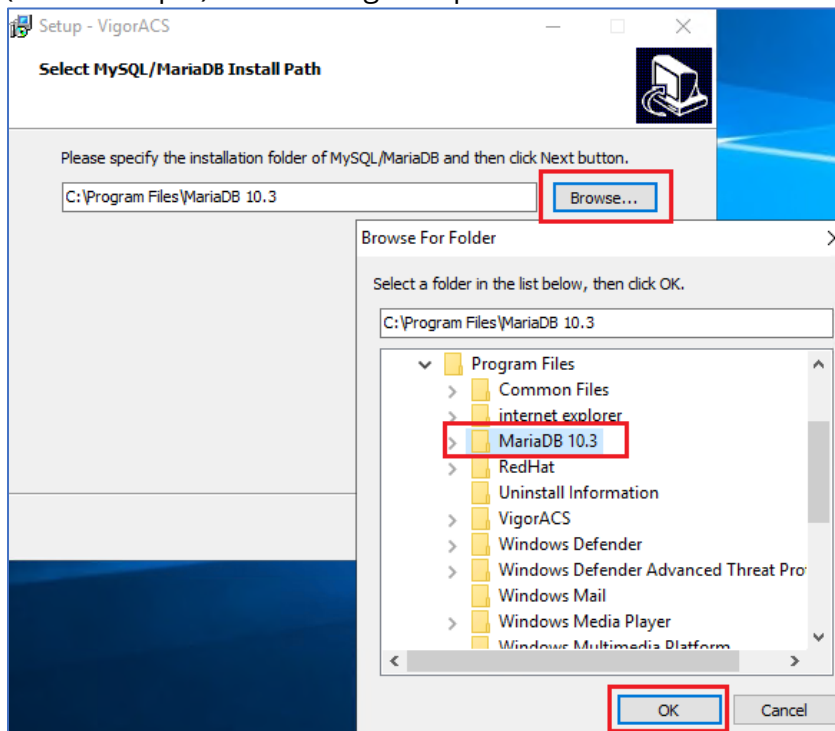 Setup - VigorACS
Select MySQL/MariaDB Install Path
Please specify the installation folder of MySQL/MariaDB and then click Next button.
C:\Program Files\MariaDB 10.3
Browse...
Browse For Folder
Select a folder in the list below, then click OK.
C:\Program Files\MariaDB 10.3
Program Files
Common Files
internet explorer
MariaDB 10.3
RedHat
Uninstall Information
VigorACS
Windows Defender
Windows Defender Advanced Threat Pro
Windows Mail
Windows Media Player
Windows Multimedia Platform
OK
Cancel